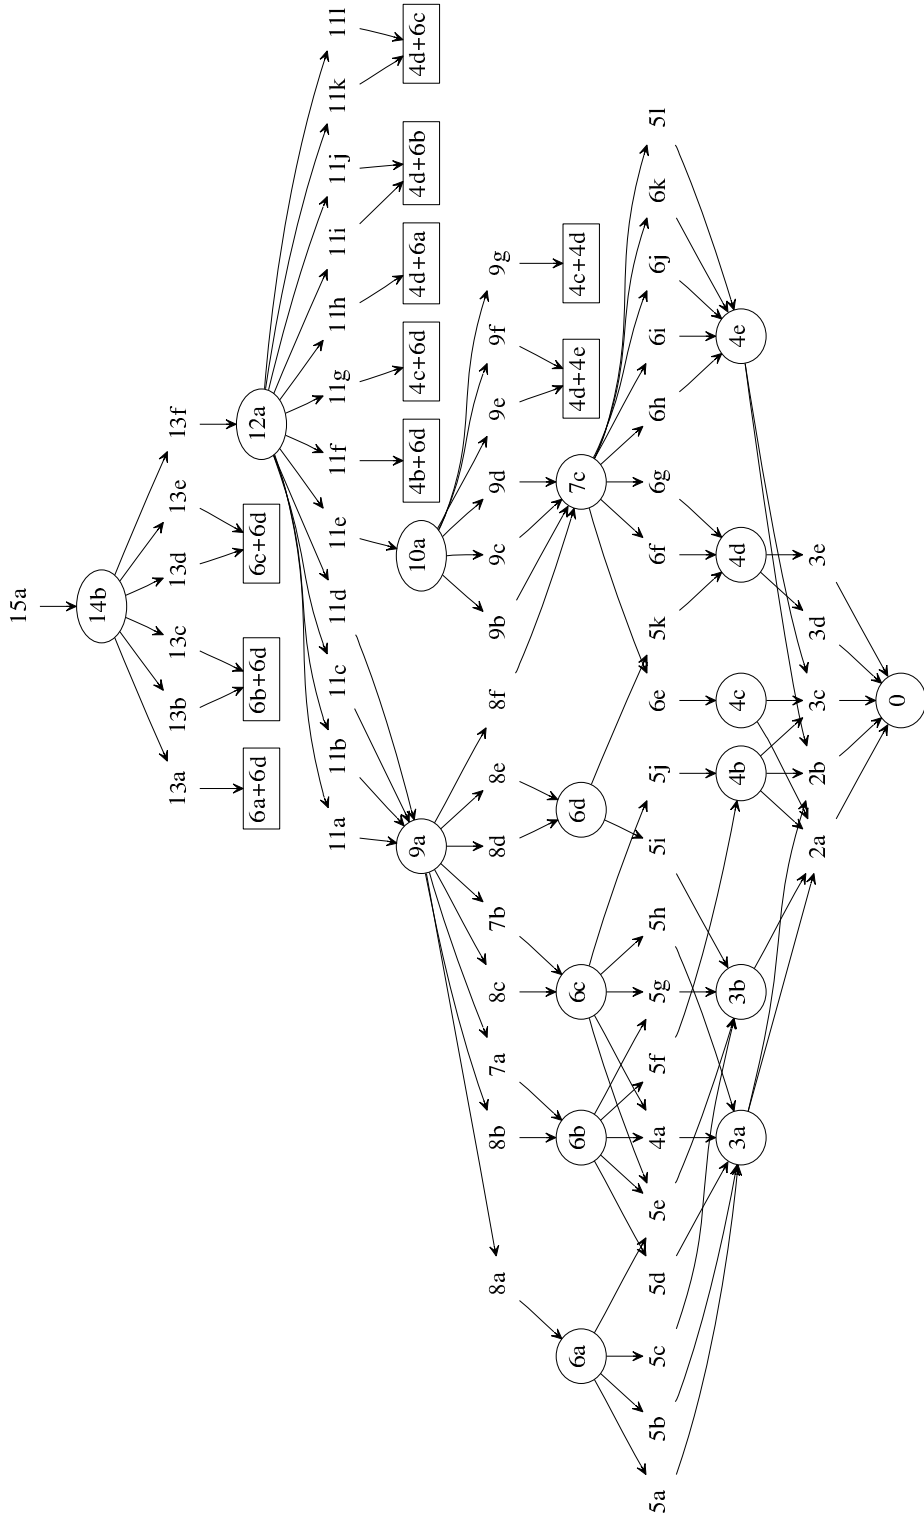 15a
14b
13a
13b
13c
13d
13e
13f
6a+6d
6b+6d
6c+6d
12a
11a
11b
11c
11d
11e
11f
11g
11h
11i
11j
11k
11l
9a
10a
4b+6d
4c+6d
4d+6a
4d+6b
4d+6c
8a
8b
7a
8c
7b
8d
8e
8f
9b
9c
9d
9e
9f
9g
6a
6b
6c
6d
7c
4d+4e
4c+4d
5a
5b
5c
5d
5e
4a
5f
5g
5h
5i
5j
6e
5k
6f
6g
6h
6i
6j
6k
5l
3a
3b
4b
4c
4d
4e
2a
2b
3c
3d
3e
0